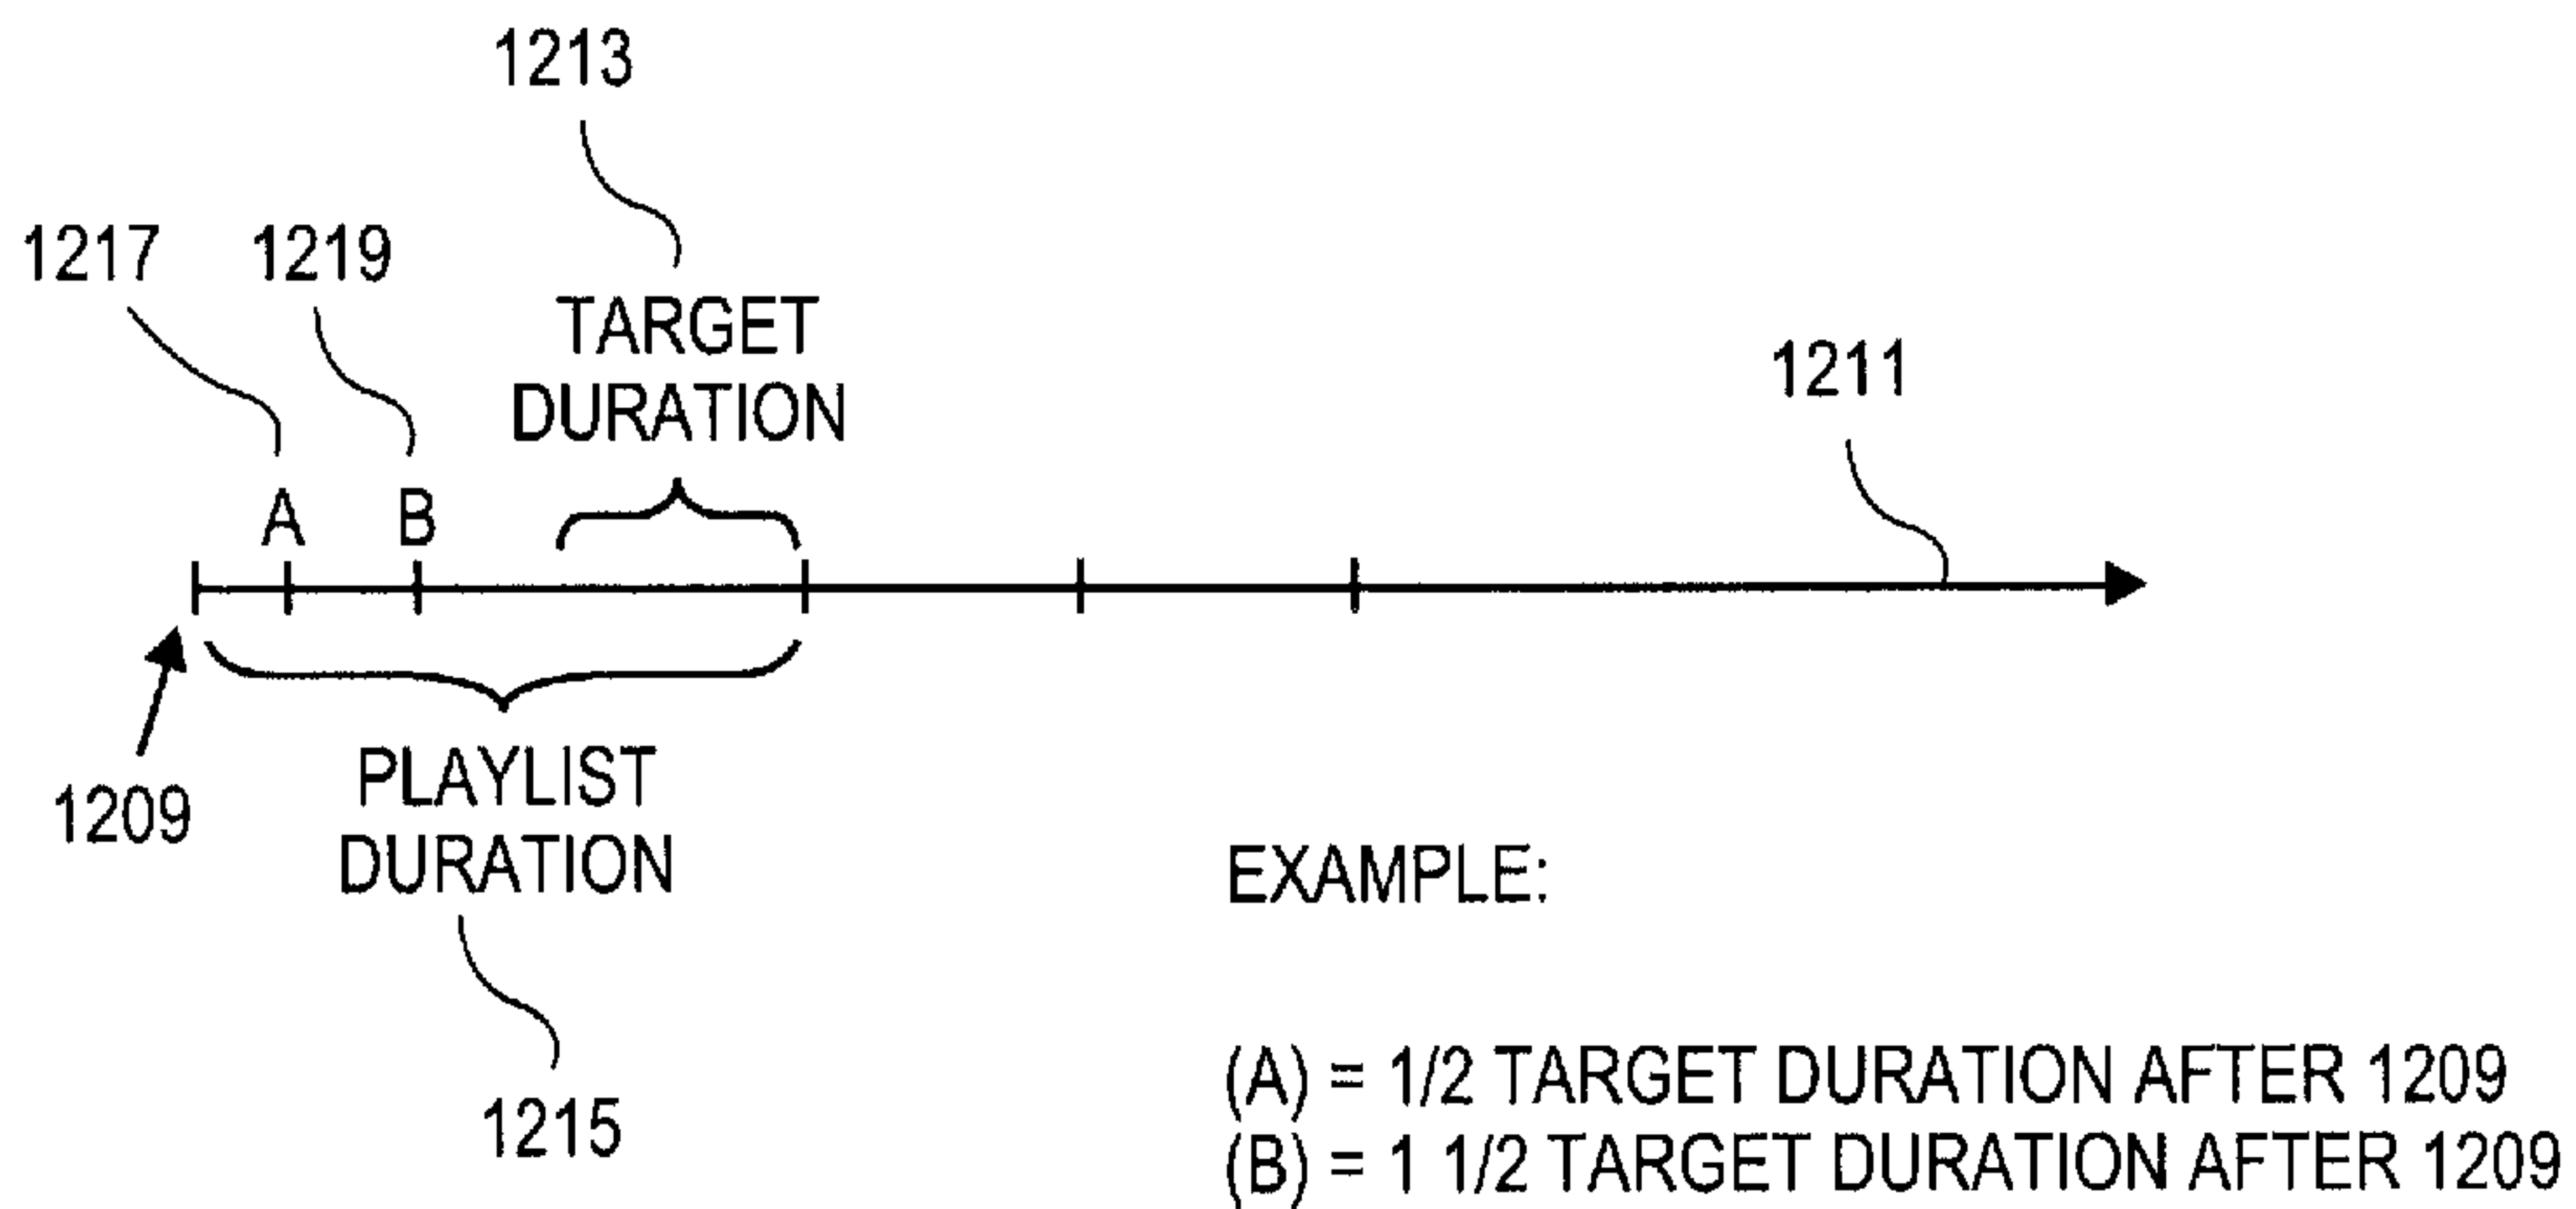 1213
1217
1219
TARGET
DURATION
1211
A
B
1209
PLAYLIST
DURATION
1215
EXAMPLE:
(A) = 1/2 TARGET DURATION AFTER 1209
(B) = 1 1/2 TARGET DURATION AFTER 1209